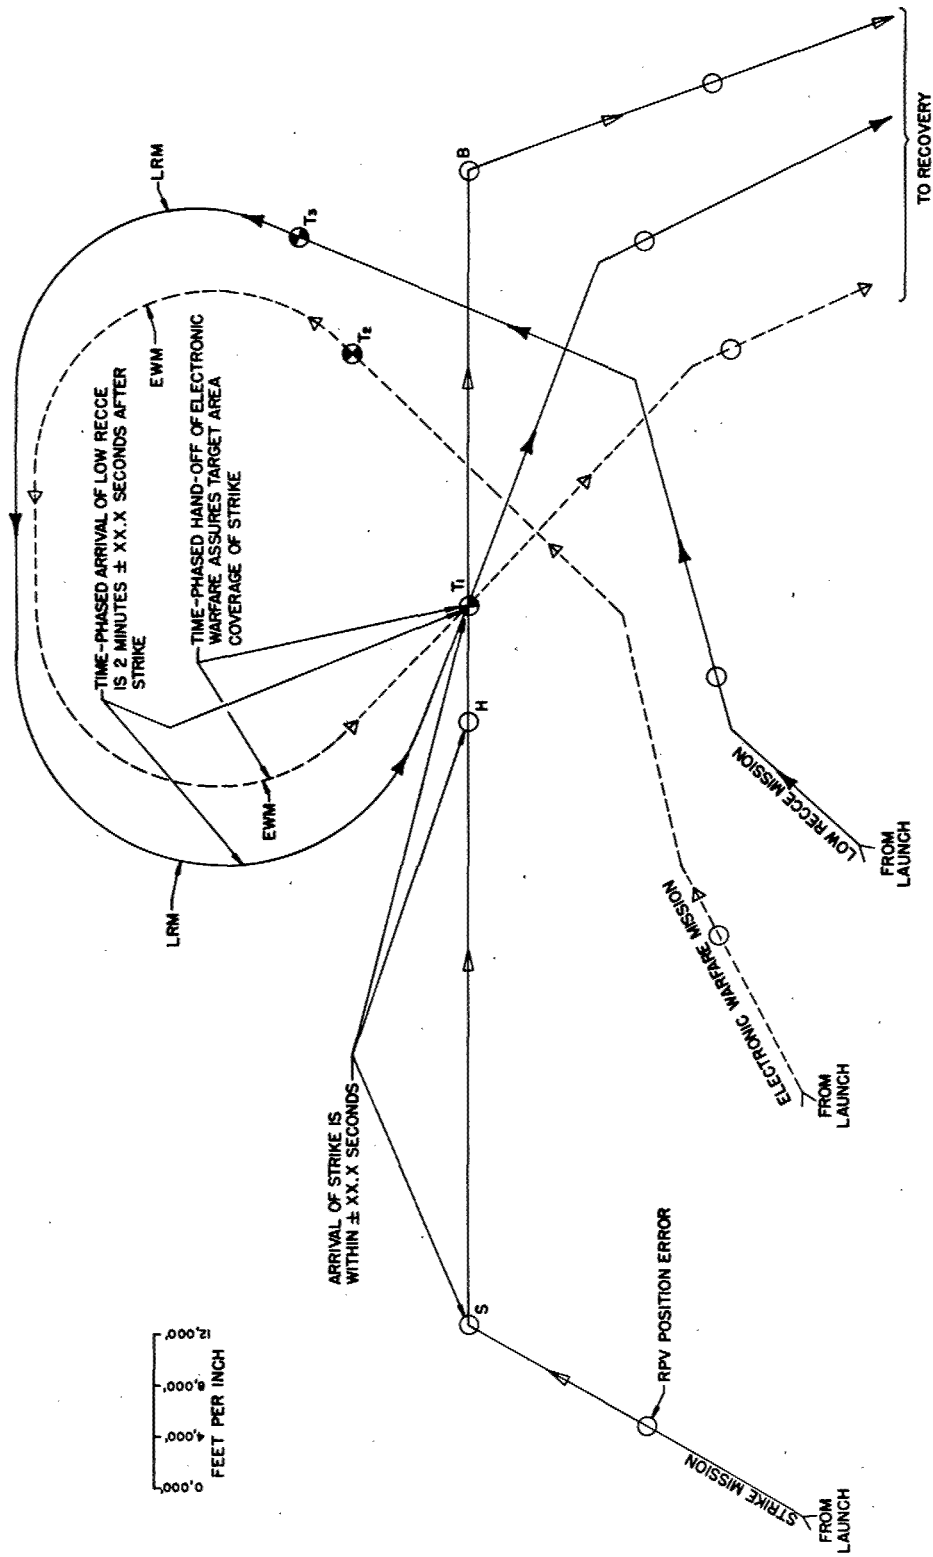 LRM
T3
EWM
T2
TIME-PHASED ARRIVAL OF LOW RECCE
IS 2 MINUTES ± XX.X SECONDS AFTER
STRIKE
TIME-PHASED HAND-OFF OF ELECTRONIC
WARFARE ASSURES TARGET AREA
COVERAGE OF STRIKE
EWM
LRM
B
T1
H
S
ARRIVAL OF STRIKE IS
WITHIN ± XX.X SECONDS
RPV POSITION ERROR
TO RECOVERY
LOW RECCE MISSION
FROM
LAUNCH
ELECTRONIC WARFARE MISSION
FROM
LAUNCH
STRIKE MISSION
FROM
LAUNCH
0,000' 4,000' 8,000' 12,000'
FEET PER INCH